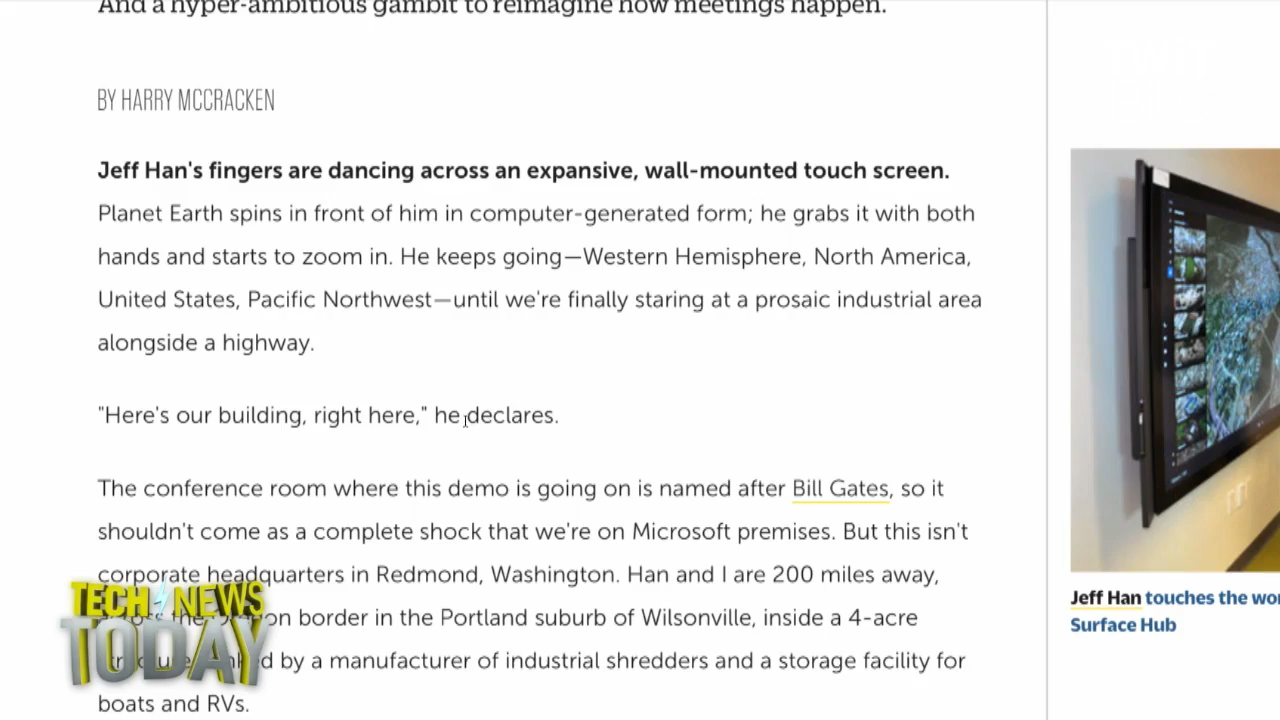 And a hyper-ambitious gambit to reimagine how meetings happen.
BY HARRY MCCRACKEN
Jeff Han's fingers are dancing across an expansive, wall-mounted touch screen.
Planet Earth spins in front of him in computer-generated form; he grabs it with both
hands and starts to zoom in. He keeps going—Western Hemisphere, North America,
United States, Pacific Northwest—until we're finally staring at a prosaic industrial area
alongside a highway.
"Here's our building, right here," he declares.
The conference room where this demo is going on is named after Bill Gates, so it
shouldn't come as a complete shock that we're on Microsoft premises. But this isn't
corporate headquarters in Redmond, Washington. Han and I are 200 miles away,
the border in the Portland suburb of Wilsonville, inside a 4-acre
by a manufacturer of industrial shredders and a storage facility for
boats and RVs.
Jeff Han touches the
Surface Hub
TECH NEWS
TODAY
TWiT